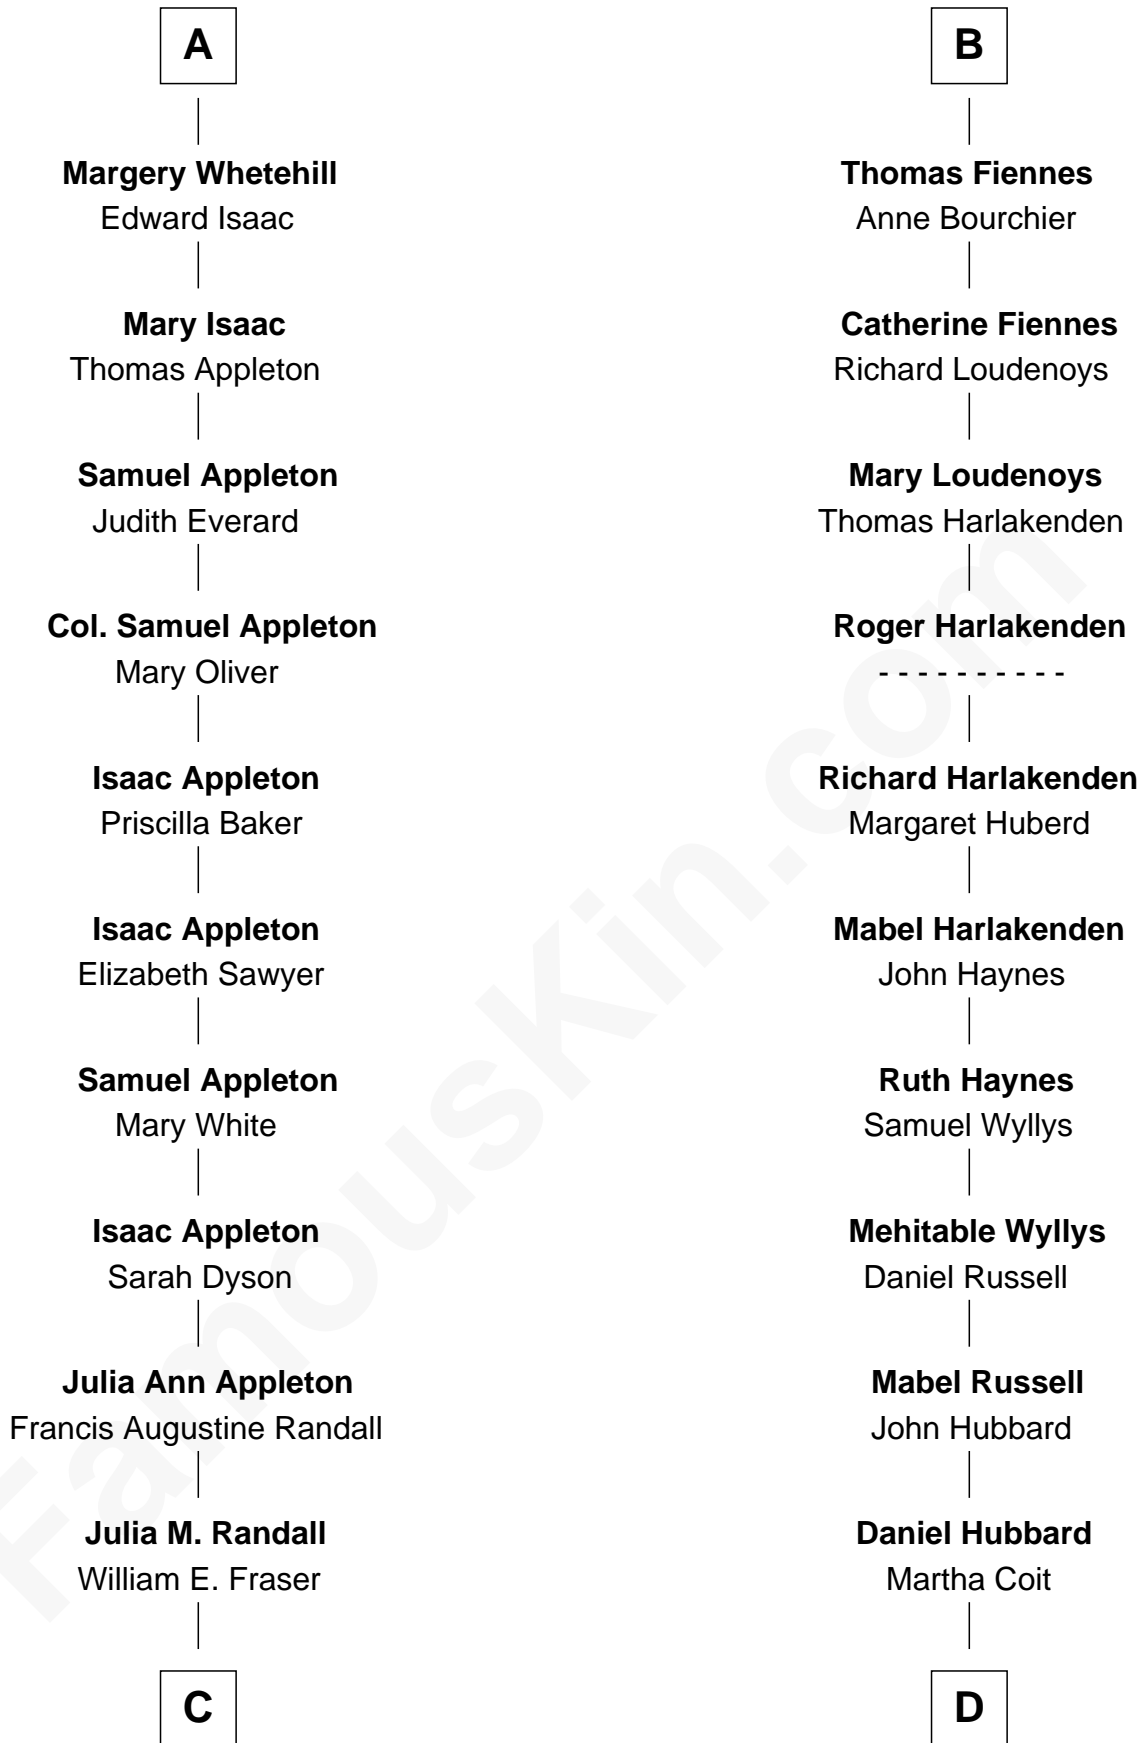 A
Margery Whetehill
Edward Isaac
Mary Isaac
Thomas Appleton
Samuel Appleton
Judith Everard
Col. Samuel Appleton
Mary Oliver
Isaac Appleton
Priscilla Baker
Isaac Appleton
Elizabeth Sawyer
Samuel Appleton
Mary White
Isaac Appleton
Sarah Dyson
Julia Ann Appleton
Francis Augustine Randall
Julia M. Randall
William E. Fraser
C
B
Thomas Fiennes
Anne Bourchier
Catherine Fiennes
Richard Loudenoys
Mary Loudenoys
Thomas Harlakenden
Roger Harlakenden
- - - - - - - - - -
Richard Harlakenden
Margaret Huberd
Mabel Harlakenden
John Haynes
Ruth Haynes
Samuel Wyllys
Mehitable Wyllys
Daniel Russell
Mabel Russell
John Hubbard
Daniel Hubbard
Martha Coit
D
FamousKin.com